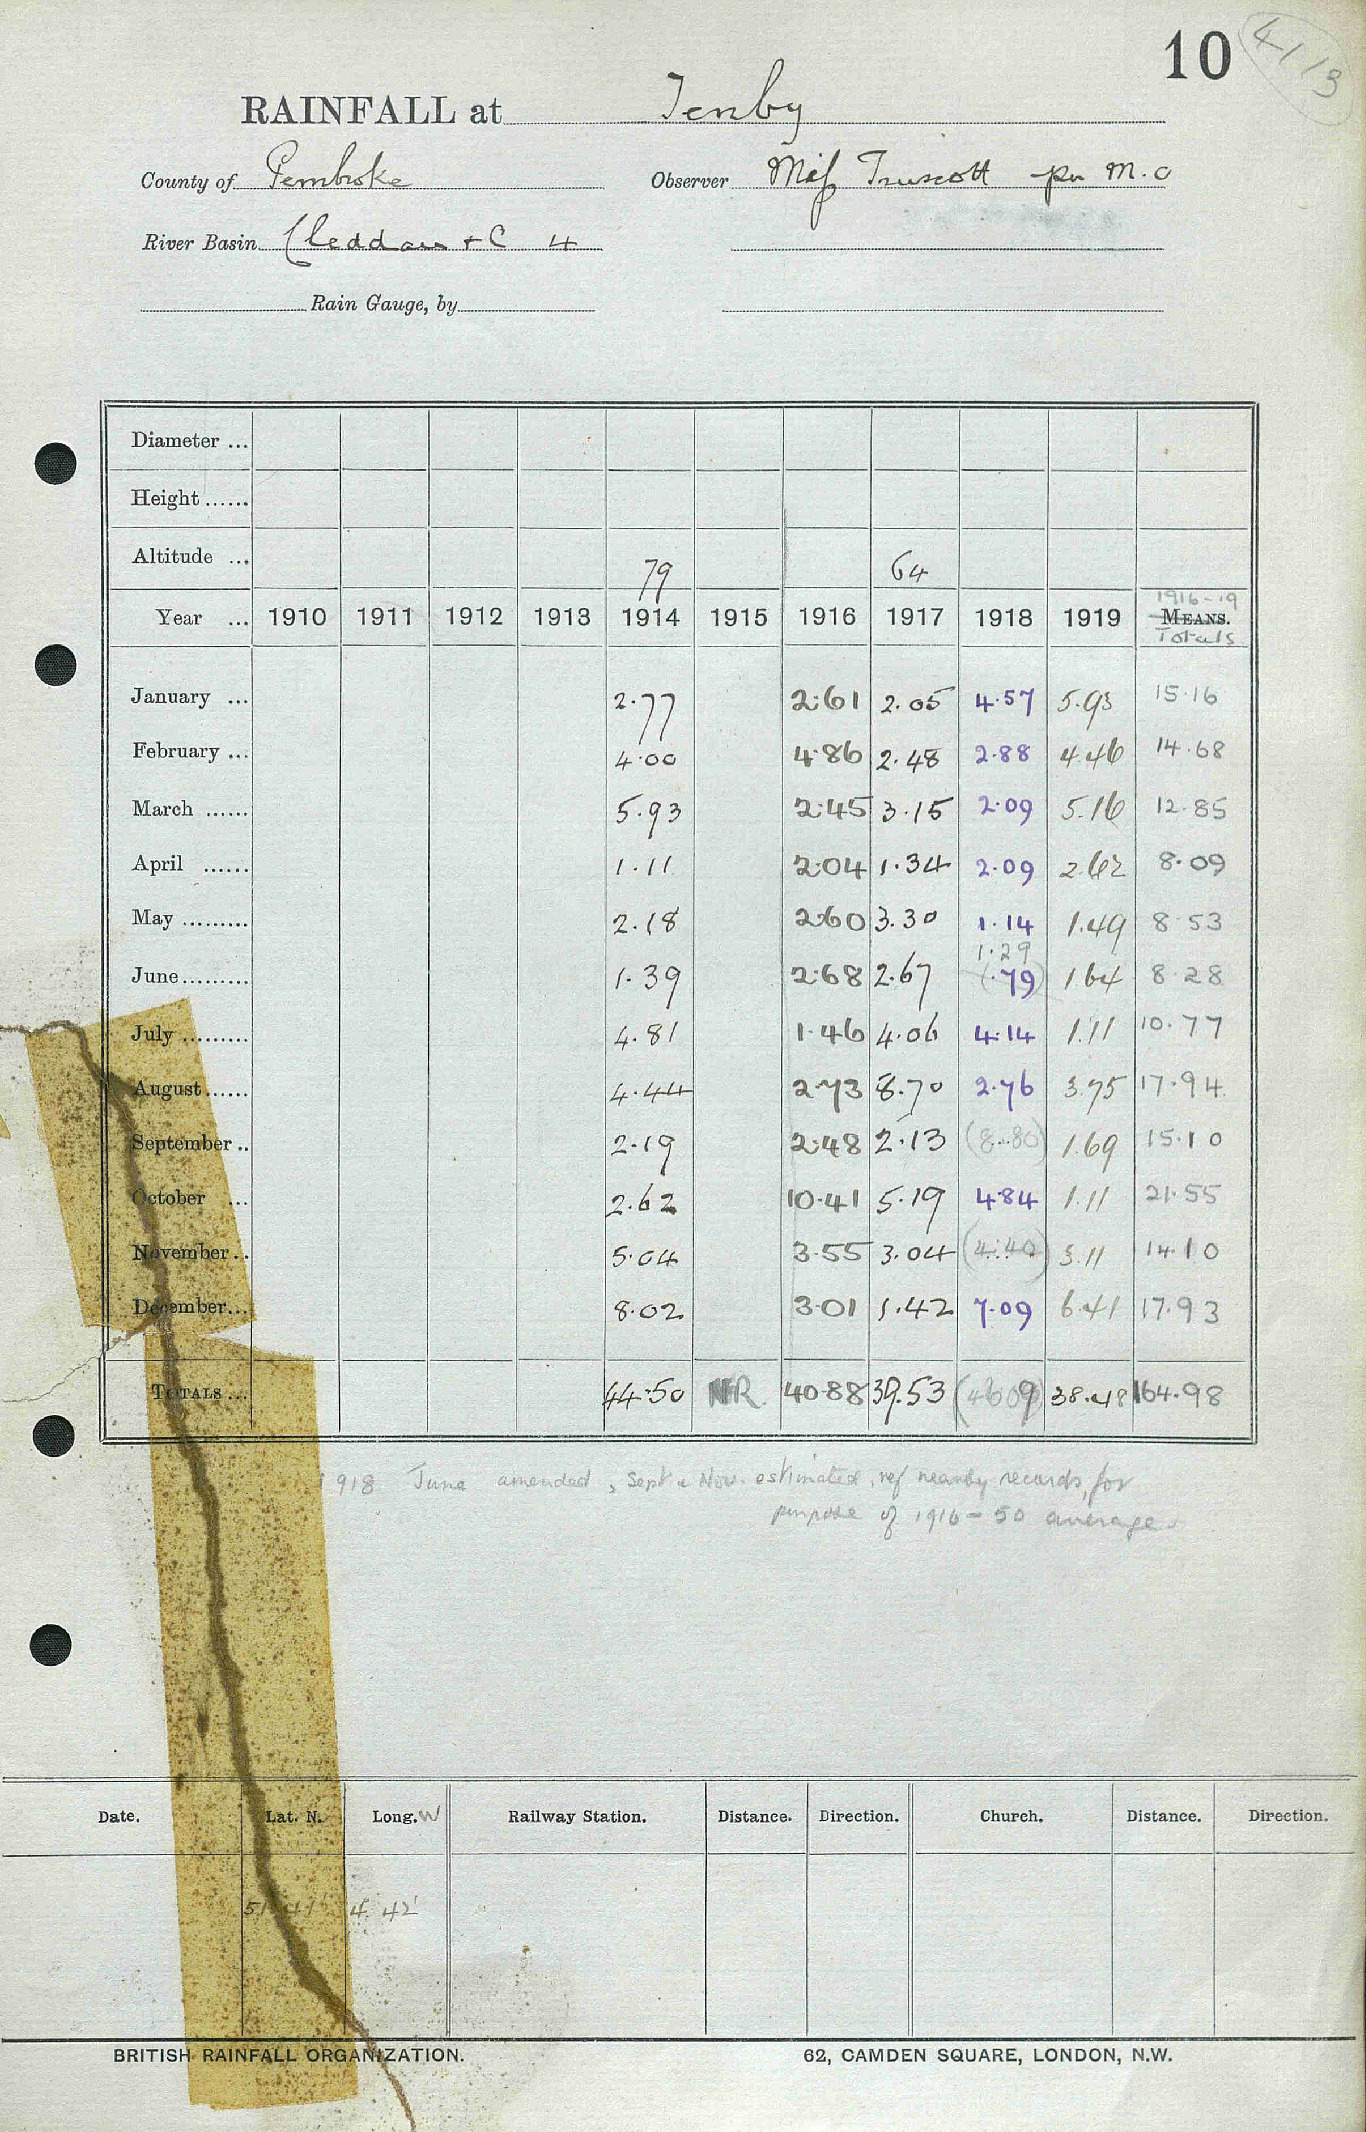 10 4113
RAINFALL at Tenby
County of Pembroke Observer Miſs Truscott per M.O
River Basin Cleddau + C 4
Rain Gauge, by
Diameter ...
Height ......
Altitude ... 79 64
1916-19
Year ... 1910 1911 1912 1913 1914 1915 1916 1917 1918 1919 MEANS.
Totals
January ... 2.77 2.61 2.05 4.57 5.93 15.16
February ... 4.00 4.86 2.48 2.88 4.46 14.68
March ...... 5.93 2.45 3.15 2.09 5.16 12.85
April ...... 1.11 2.04 1.34 2.09 2.62 8.09
May ......... 2.18 2.60 3.30 1.14 1.49 8.53
1.29
June ......... 1.39 2.68 2.67 (.79) 1.64 8.28
July ......... 4.81 1.46 4.06 4.14 1.11 10.77
August ...... 4.44 2.73 8.70 2.76 3.75 17.94
September .. 2.19 2.48 2.13 (8.80) 1.69 15.10
October ... 2.62 10.41 5.19 4.84 1.11 21.55
November .. 5.04 3.55 3.04 (4.40) 3.11 14.10
December ... 8.02 3.01 1.42 7.09 6.41 17.93
TOTALS ... 44.50 NR 40.88 39.53 (46.09) 38.48 164.98
1918 June amended, Sept & Nov. estimated, ref nearby records, for
purpose of 1916-50 average
Date. Lat. N. Long. W Railway Station. Distance. Direction. Church. Distance. Direction.
51 41' 4 42'
BRITISH RAINFALL ORGANIZATION. 62, CAMDEN SQUARE, LONDON, N.W.